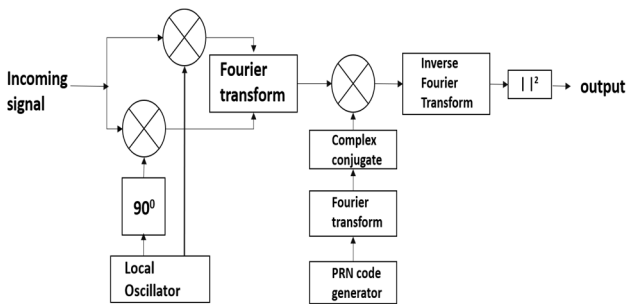 Incoming
signal
Fourier
transform
Inverse
Fourier
Transform
| |²
output
Complex
conjugate
90⁰
Fourier
transform
Local
Oscillator
PRN code
generator